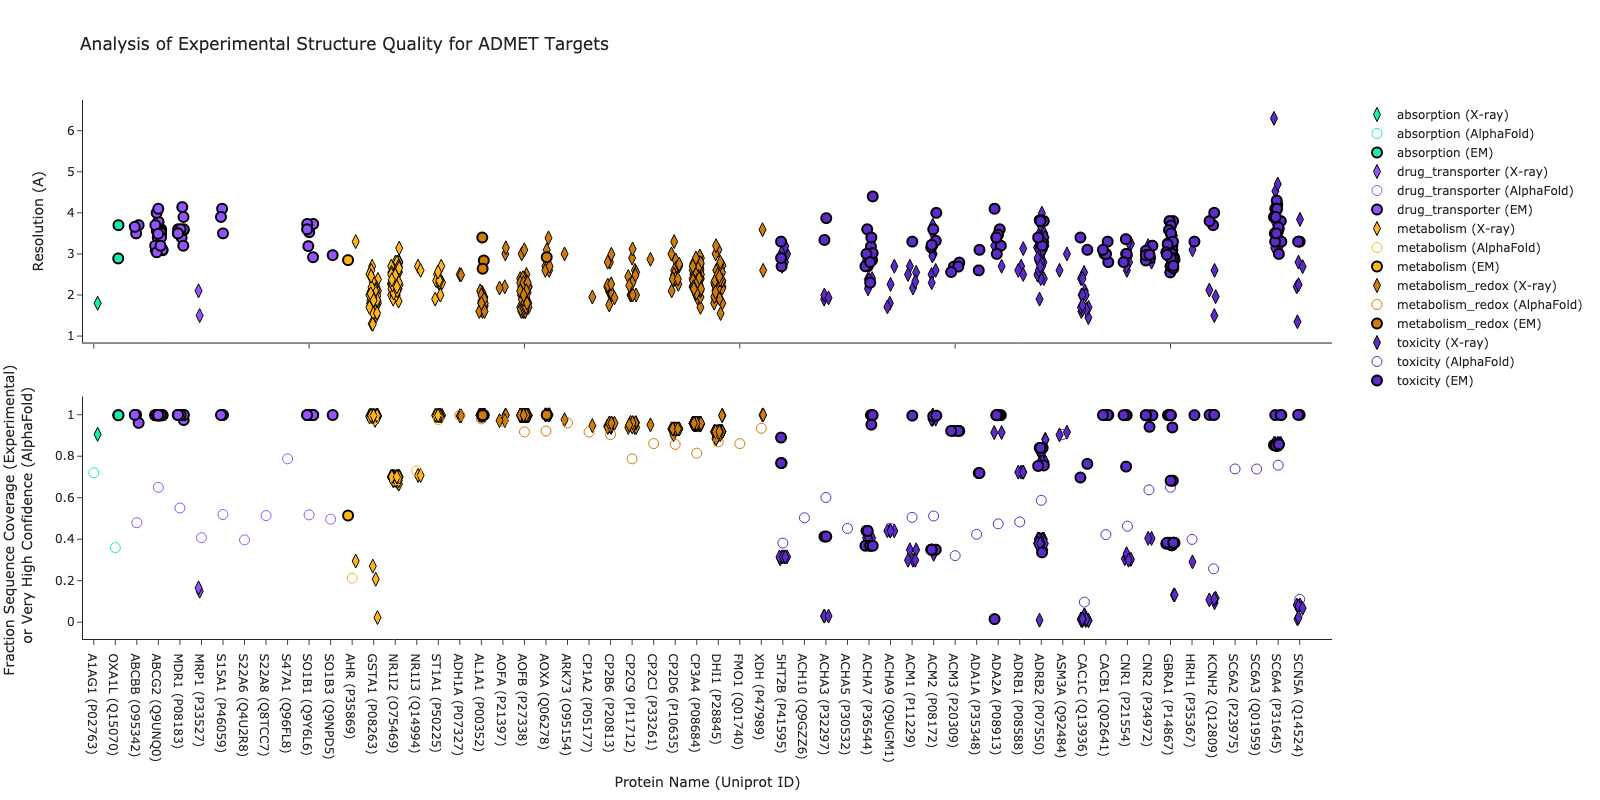 Analysis of Experimental Structure Quality for ADMET Targets
Resolution (A)
6
5
4
3
2
1
absorption (X-ray)
absorption (AlphaFold)
absorption (EM)
drug_transporter (X-ray)
drug_transporter (AlphaFold)
drug_transporter (EM)
metabolism (X-ray)
metabolism (AlphaFold)
metabolism (EM)
metabolism_redox (X-ray)
metabolism_redox (AlphaFold)
metabolism_redox (EM)
toxicity (X-ray)
toxicity (AlphaFold)
toxicity (EM)
Fraction Sequence Coverage (Experimental)
or Very High Confidence (AlphaFold)
1
0.8
0.6
0.4
0.2
0
A1AG1 (P02763)
OXA1L (Q15070)
ABCBB (O95342)
ABCG2 (Q9UNQ0)
MDR1 (P08183)
MRP1 (P33527)
S15A1 (P46059)
S22A6 (Q4U2R8)
S22A8 (Q8TCC7)
S47A1 (Q96FL8)
SO1B1 (Q9Y6L6)
SO1B3 (Q9NPD5)
AHR (P35869)
GSTA1 (P08263)
NR1I2 (O75469)
NR1I3 (Q14994)
ST1A1 (P50225)
ADH1A (P07327)
AL1A1 (P00352)
AOFA (P21397)
AOFB (P27338)
AOXA (Q06278)
ARK73 (O95154)
CP1A2 (P05177)
CP2B6 (P20813)
CP2C9 (P11712)
CP2CJ (P33261)
CP2D6 (P10635)
CP3A4 (P08684)
DHI1 (P28845)
FMO1 (Q01740)
XDH (P47989)
5HT2B (P41595)
ACH10 (Q9GZZ6)
ACHA3 (P32297)
ACHA5 (P30532)
ACHA7 (P36544)
ACHA9 (Q9UGM1)
ACM1 (P11229)
ACM2 (P08172)
ACM3 (P20309)
ADA1A (P35348)
ADA2A (P08913)
ADRB1 (P08588)
ADRB2 (P07550)
ASM3A (Q92484)
CAC1C (Q13936)
CACB1 (Q02641)
CNR1 (P21554)
CNR2 (P34972)
GBRA1 (P14867)
HRH1 (P35367)
KCNH2 (Q12809)
SC6A2 (P23975)
SC6A3 (Q01959)
SC6A4 (P31645)
SCN5A (Q14524)
Protein Name (Uniprot ID)